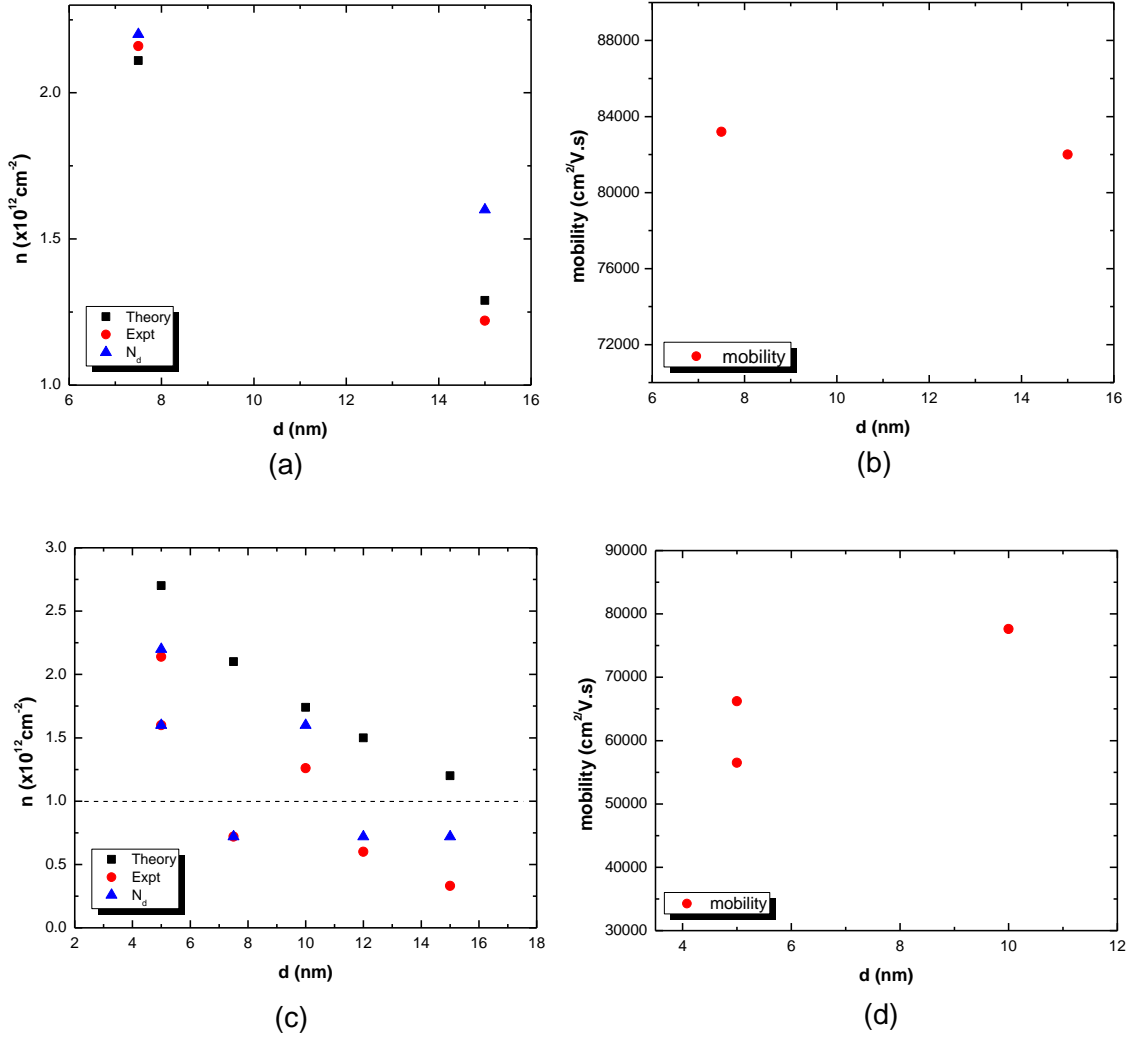 2.0
1.5
1.0
n (x10¹²cm⁻²)
Theory
Expt
N_d
6 8 10 12 14 16
d (nm)
(a)
88000
84000
80000
76000
72000
mobility (cm²/V.s)
mobility
6 8 10 12 14 16
d (nm)
(b)
3.0
2.5
2.0
1.5
1.0
0.5
0.0
n (x10¹²cm⁻²)
Theory
Expt
N_d
2 4 6 8 10 12 14 16 18
d (nm)
(c)
90000
80000
70000
60000
50000
40000
30000
mobility (cm²/V.s)
mobility
4 6 8 10 12
d (nm)
(d)